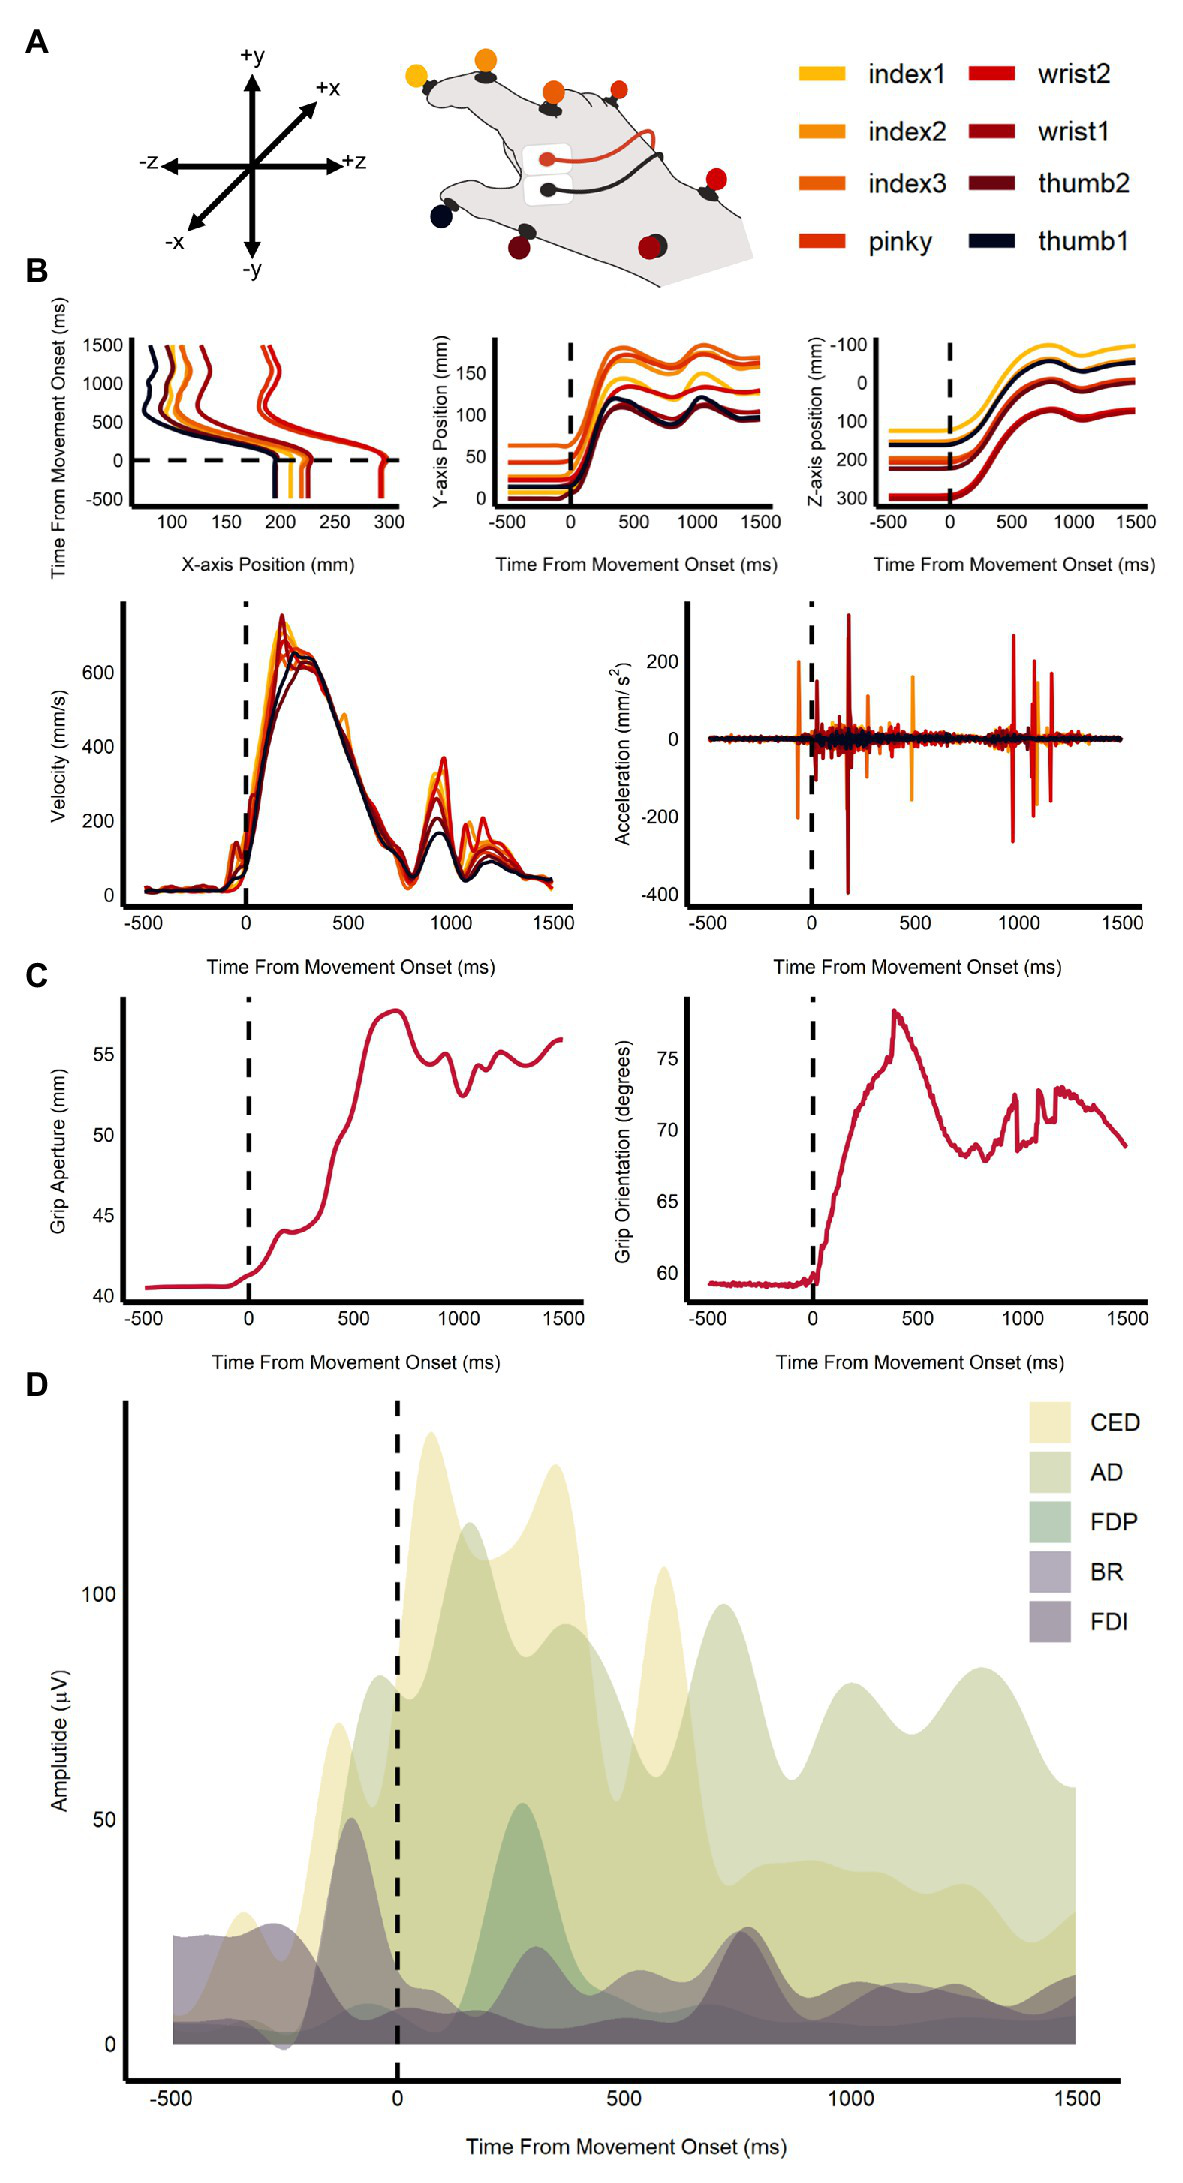 A
+y
+x
-z
+z
-x
-y
index1
wrist2
index2
wrist1
index3
thumb2
pinky
thumb1
B
Time From Movement Onset (ms)
1500
1000
500
0
-500
100 150 200 250 300
X-axis Position (mm)
Y-axis Position (mm)
150
100
50
0
-500 0 500 1000 1500
Time From Movement Onset (ms)
Z-axis position (mm)
-100
0
100
200
300
-500 0 500 1000 1500
Time From Movement Onset (ms)
Velocity (mm/s)
600
400
200
0
-500 0 500 1000 1500
Time From Movement Onset (ms)
Acceleration (mm/ s²)
200
0
-200
-400
-500 0 500 1000 1500
Time From Movement Onset (ms)
C
Grip Aperture (mm)
55
50
45
40
-500 0 500 1000 1500
Time From Movement Onset (ms)
Grip Orientation (degrees)
75
70
65
60
-500 0 500 1000 1500
Time From Movement Onset (ms)
D
CED
AD
FDP
BR
FDI
Amplutide (µV)
100
50
0
-500 0 500 1000 1500
Time From Movement Onset (ms)